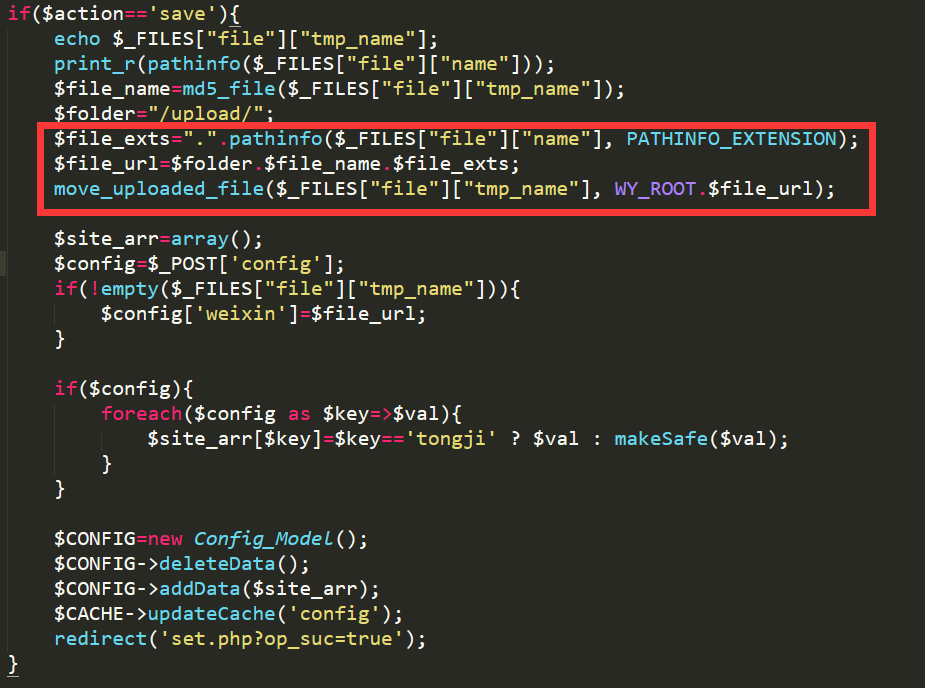 if($action=='save'){
echo $_FILES["file"]["tmp_name"];
print_r(pathinfo($_FILES["file"]["name"]));
$file_name=md5_file($_FILES["file"]["tmp_name"]);
$folder="/upload/";
$file_exts=".".pathinfo($_FILES["file"]["name"], PATHINFO_EXTENSION);
$file_url=$folder.$file_name.$file_exts;
move_uploaded_file($_FILES["file"]["tmp_name"], WY_ROOT.$file_url);
$site_arr=array();
$config=$_POST['config'];
if(!empty($_FILES["file"]["tmp_name"])){
$config['weixin']=$file_url;
}
if($config){
foreach($config as $key=>$val){
$site_arr[$key]=$key=='tongji' ? $val : makeSafe($val);
}
}
$CONFIG=new Config_Model();
$CONFIG->deleteData();
$CONFIG->addData($site_arr);
$CACHE->updateCache('config');
redirect('set.php?op_suc=true');
}